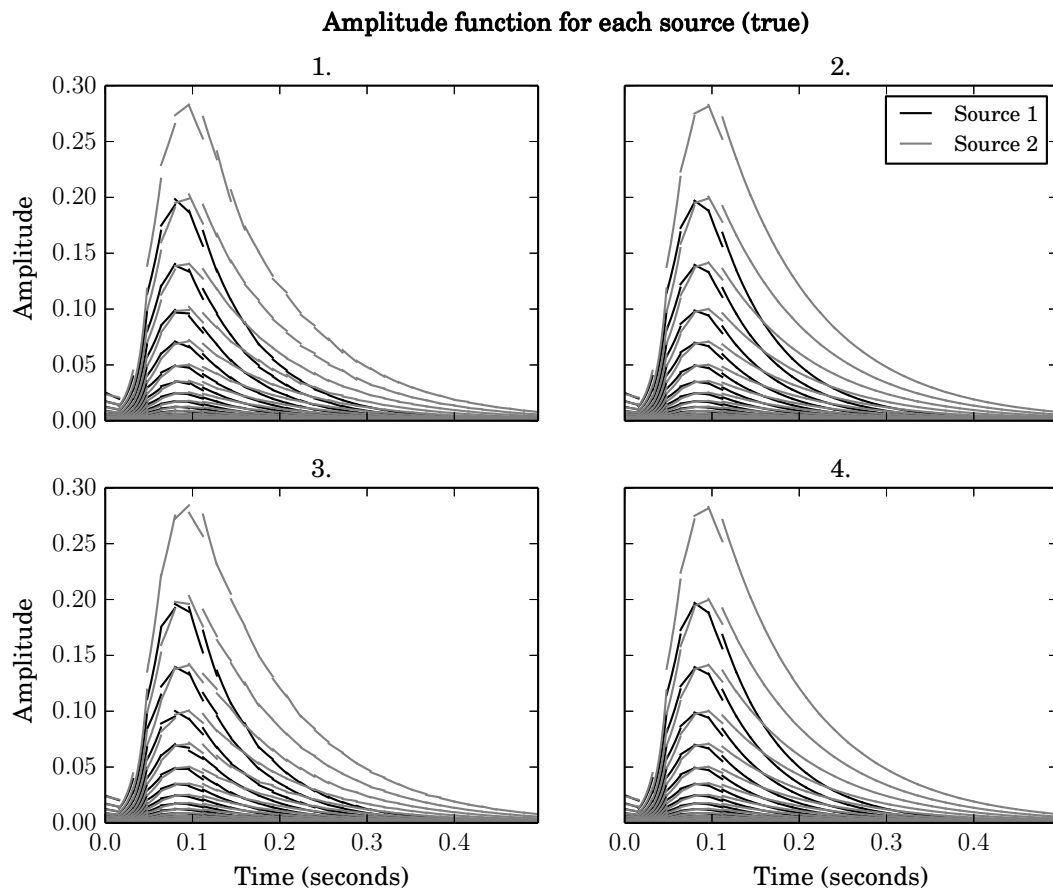 Amplitude function for each source (true)
1.
2.
0.30
0.25
0.20
0.15
0.10
0.05
0.00
Amplitude
Source 1
Source 2
3.
4.
0.30
0.25
0.20
0.15
0.10
0.05
0.00
Amplitude
0.0 0.1 0.2 0.3 0.4
0.0 0.1 0.2 0.3 0.4
Time (seconds)
Time (seconds)